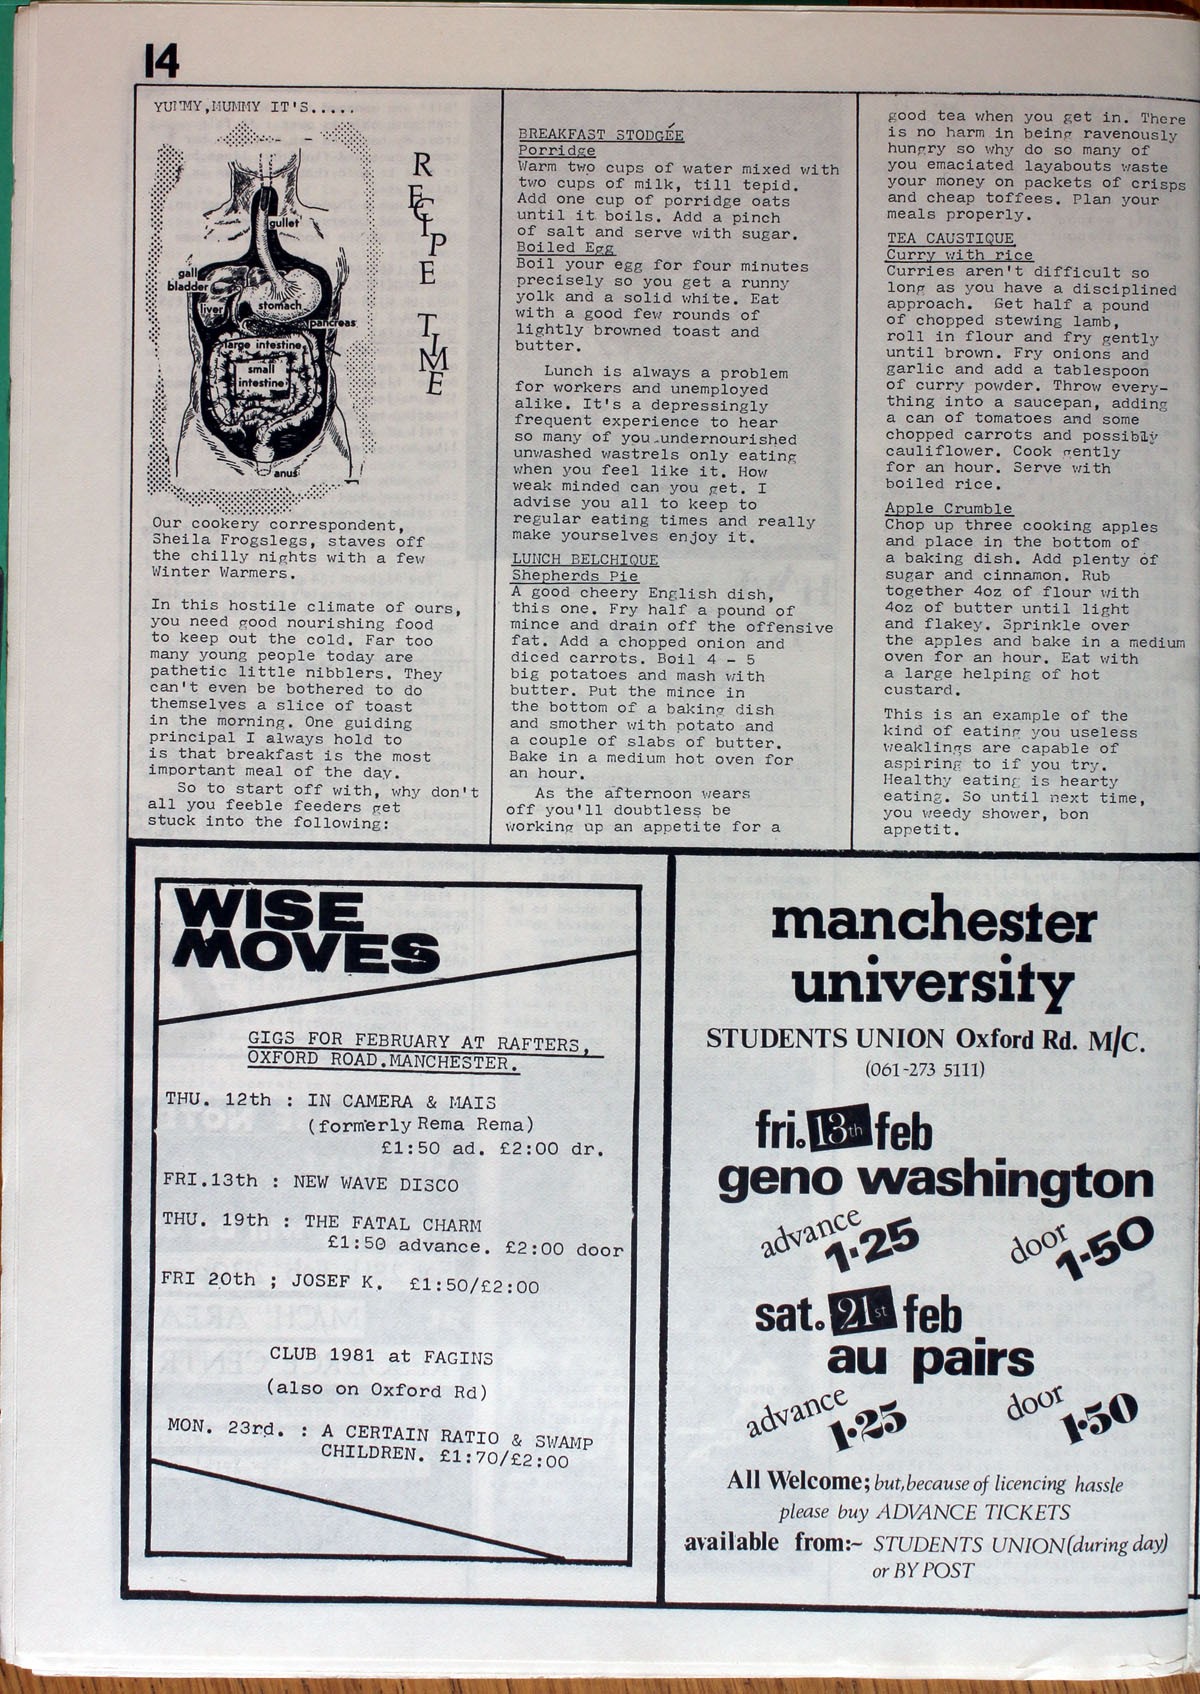 14
YUMMY,MUMMY IT'S.....
RECIPE TIME
gullet
gall
bladder
liver
stomach
pancreas
large intestine
small
intestine
anus
Our cookery correspondent,
Sheila Frogslegs, staves off
the chilly nights with a few
Winter Warmers.
In this hostile climate of ours,
you need good nourishing food
to keep out the cold. Far too
many young people today are
pathetic little nibblers. They
can't even be bothered to do
themselves a slice of toast
in the morning. One guiding
principal I always hold to
is that breakfast is the most
important meal of the day.
So to start off with, why don't
all you feeble feeders get
stuck into the following:
BREAKFAST STODGÉE
Porridge
Warm two cups of water mixed with
two cups of milk, till tepid.
Add one cup of porridge oats
until it boils. Add a pinch
of salt and serve with sugar.
Boiled Egg
Boil your egg for four minutes
precisely so you get a runny
yolk and a solid white. Eat
with a good few rounds of
lightly browned toast and
butter.
Lunch is always a problem
for workers and unemployed
alike. It's a depressingly
frequent experience to hear
so many of you undernourished
unwashed wastrels only eating
when you feel like it. How
weak minded can you get. I
advise you all to keep to
regular eating times and really
make yourselves enjoy it.
LUNCH BELCHIQUE
Shepherds Pie
A good cheery English dish,
this one. Fry half a pound of
mince and drain off the offensive
fat. Add a chopped onion and
diced carrots. Boil 4 - 5
big potatoes and mash with
butter. Put the mince in
the bottom of a baking dish
and smother with potato and
a couple of slabs of butter.
Bake in a medium hot oven for
an hour.
As the afternoon wears
off you'll doubtless be
working up an appetite for a
good tea when you get in. There
is no harm in being ravenously
hungry so why do so many of
you emaciated layabouts waste
your money on packets of crisps
and cheap toffees. Plan your
meals properly.
TEA CAUSTIQUE
Curry with rice
Curries aren't difficult so
long as you have a disciplined
approach. Get half a pound
of chopped stewing lamb,
roll in flour and fry gently
until brown. Fry onions and
garlic and add a tablespoon
of curry powder. Throw every-
thing into a saucepan, adding
a can of tomatoes and some
chopped carrots and possibly
cauliflower. Cook gently
for an hour. Serve with
boiled rice.
Apple Crumble
Chop up three cooking apples
and place in the bottom of
a baking dish. Add plenty of
sugar and cinnamon. Rub
together 4oz of flour with
4oz of butter until light
and flakey. Sprinkle over
the apples and bake in a medium
oven for an hour. Eat with
a large helping of hot
custard.
This is an example of the
kind of eating you useless
weaklings are capable of
aspiring to if you try.
Healthy eating is hearty
eating. So until next time,
you weedy shower, bon
appetit.
WISE
MOVES
GIGS FOR FEBRUARY AT RAFTERS,
OXFORD ROAD.MANCHESTER.
THU. 12th : IN CAMERA & MAIS
(formerly Rema Rema)
£1:50 ad. £2:00 dr.
FRI.13th : NEW WAVE DISCO
THU. 19th : THE FATAL CHARM
£1:50 advance. £2:00 door
FRI 20th ; JOSEF K. £1:50/£2:00
CLUB 1981 at FAGINS
(also on Oxford Rd)
MON. 23rd. : A CERTAIN RATIO & SWAMP
CHILDREN. £1:70/£2:00
manchester
university
STUDENTS UNION Oxford Rd. M/C.
(061-273 5111)
fri. 13th feb
geno washington
advance 1·25 door 1·50
sat. 21st feb
au pairs
advance 1·25 door 1·50
All Welcome; but, because of licencing hassle
please buy ADVANCE TICKETS
available from:~ STUDENTS UNION (during day)
or BY POST